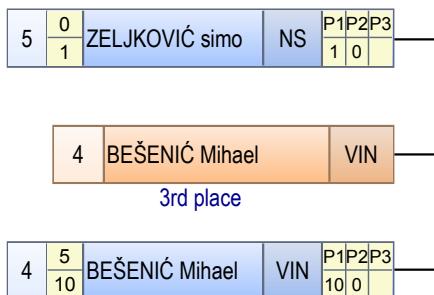 5 0 1 ZELJKOVIĆ simo NS P1 P2 P3 1 0
4 BEŠENIĆ Mihael VIN
3rd place
4 5 10 BEŠENIĆ Mihael VIN P1 P2 P3 10 0